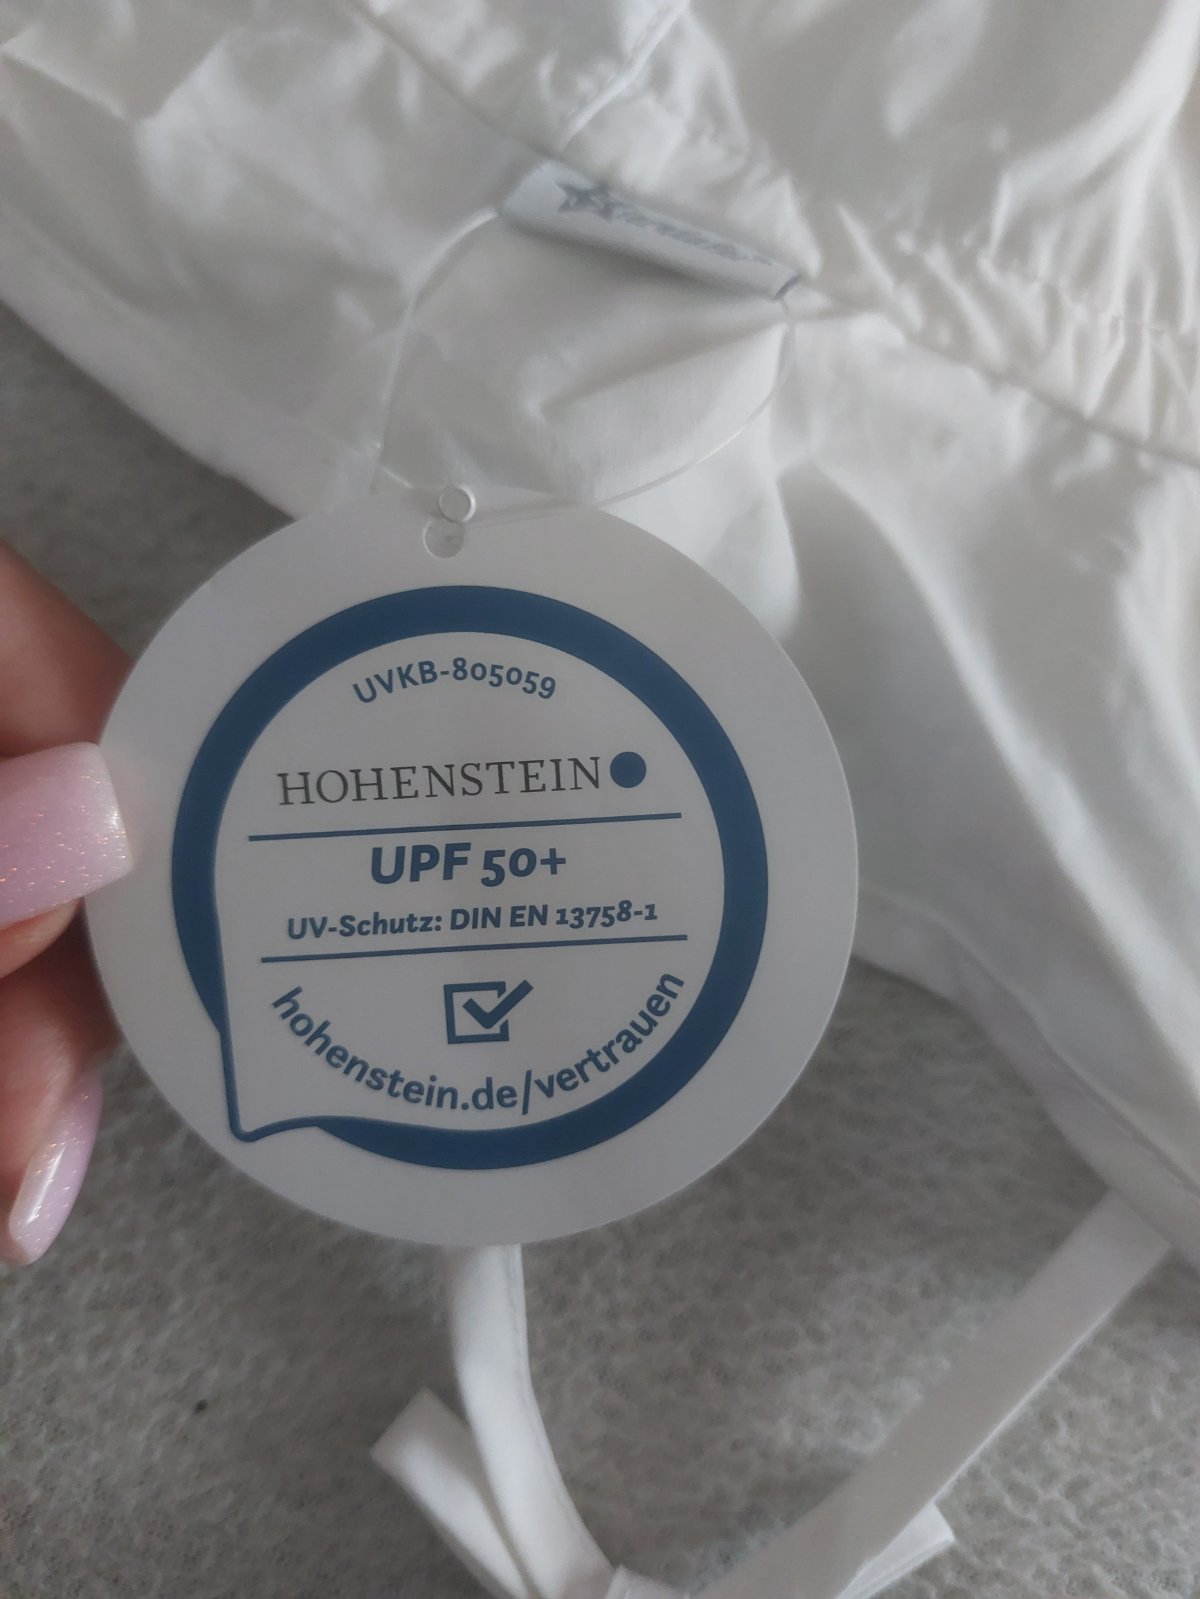 UVKB-805059
HOHENSTEIN
UPF 50+
UV-Schutz: DIN EN 13758-1
hohenstein.de/vertrauen